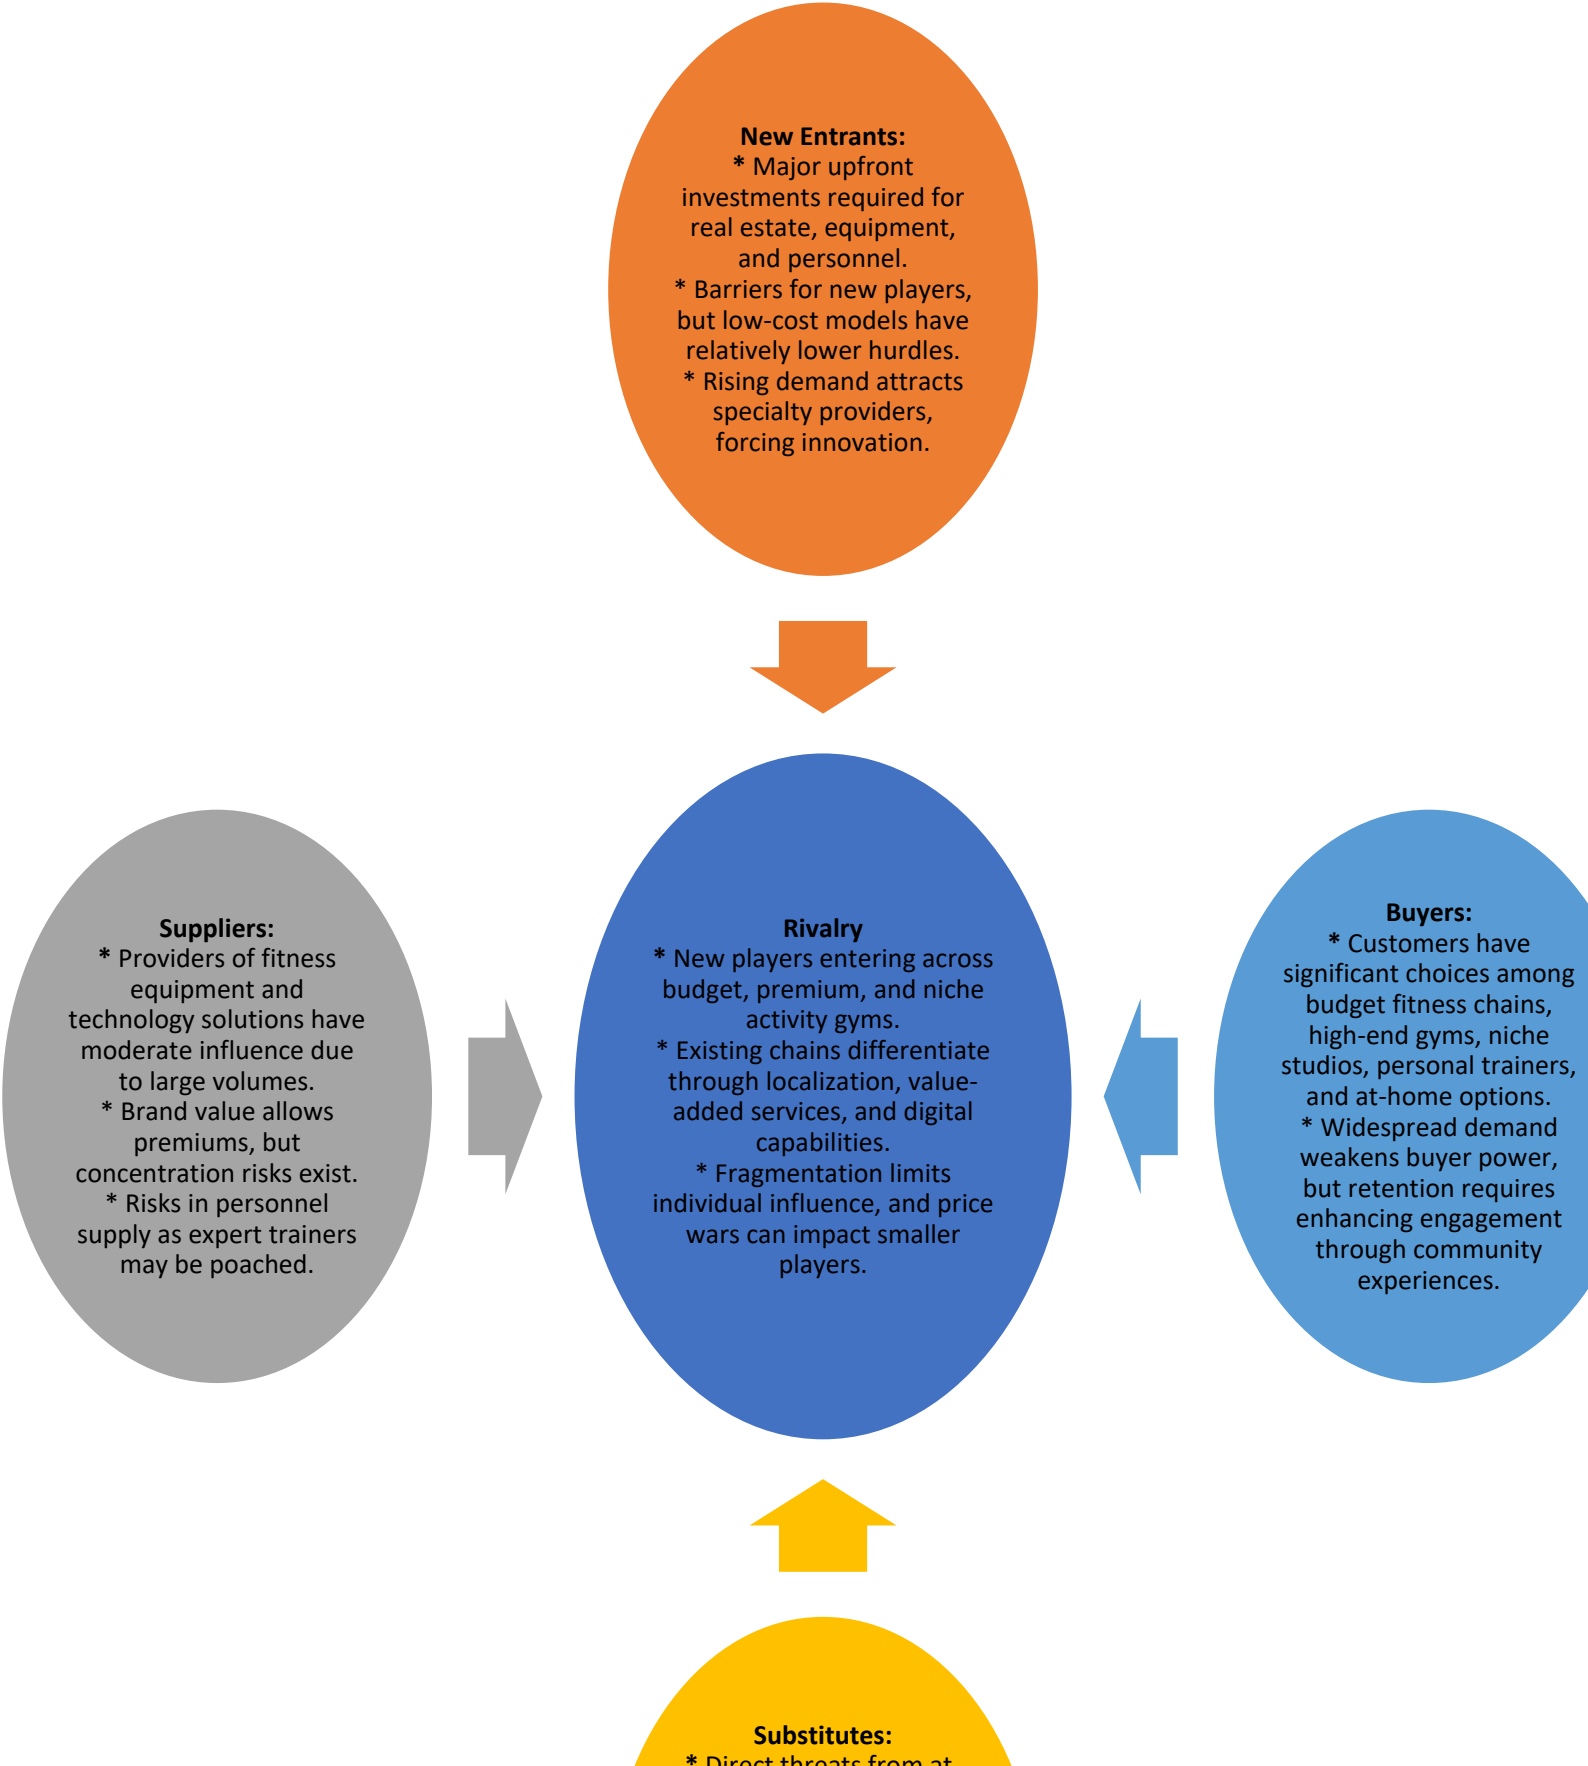 New Entrants:
* Major upfront
investments required for
real estate, equipment,
and personnel.
* Barriers for new players,
but low-cost models have
relatively lower hurdles.
* Rising demand attracts
specialty providers,
forcing innovation.
Suppliers:
* Providers of fitness
equipment and
technology solutions have
moderate influence due
to large volumes.
* Brand value allows
premiums, but
concentration risks exist.
* Risks in personnel
supply as expert trainers
may be poached.
Rivalry
* New players entering across
budget, premium, and niche
activity gyms.
* Existing chains differentiate
through localization, value-
added services, and digital
capabilities.
* Fragmentation limits
individual influence, and price
wars can impact smaller
players.
Buyers:
* Customers have
significant choices among
budget fitness chains,
high-end gyms, niche
studios, personal trainers,
and at-home options.
* Widespread demand
weakens buyer power,
but retention requires
enhancing engagement
through community
experiences.
Substitutes:
* Direct threats from at